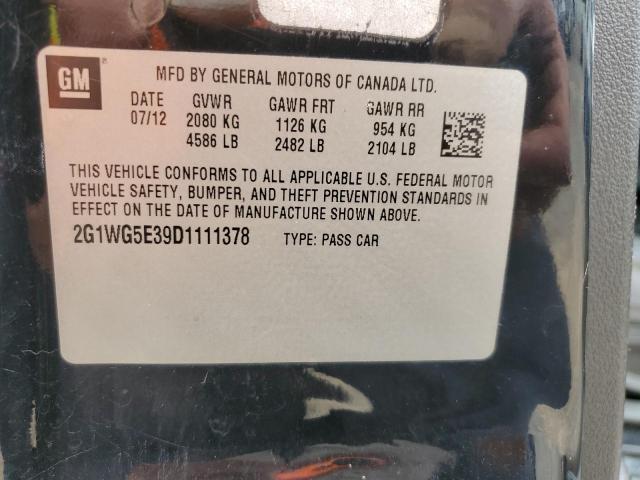 GM
MFD BY GENERAL MOTORS OF CANADA LTD.
DATE GVWR GAWR FRT GAWR RR
07/12 2080 KG 1126 KG 954 KG
4586 LB 2482 LB 2104 LB
THIS VEHICLE CONFORMS TO ALL APPLICABLE U.S. FEDERAL MOTOR
VEHICLE SAFETY, BUMPER, AND THEFT PREVENTION STANDARDS IN
EFFECT ON THE DATE OF MANUFACTURE SHOWN ABOVE.
2G1WG5E39D1111378 TYPE: PASS CAR